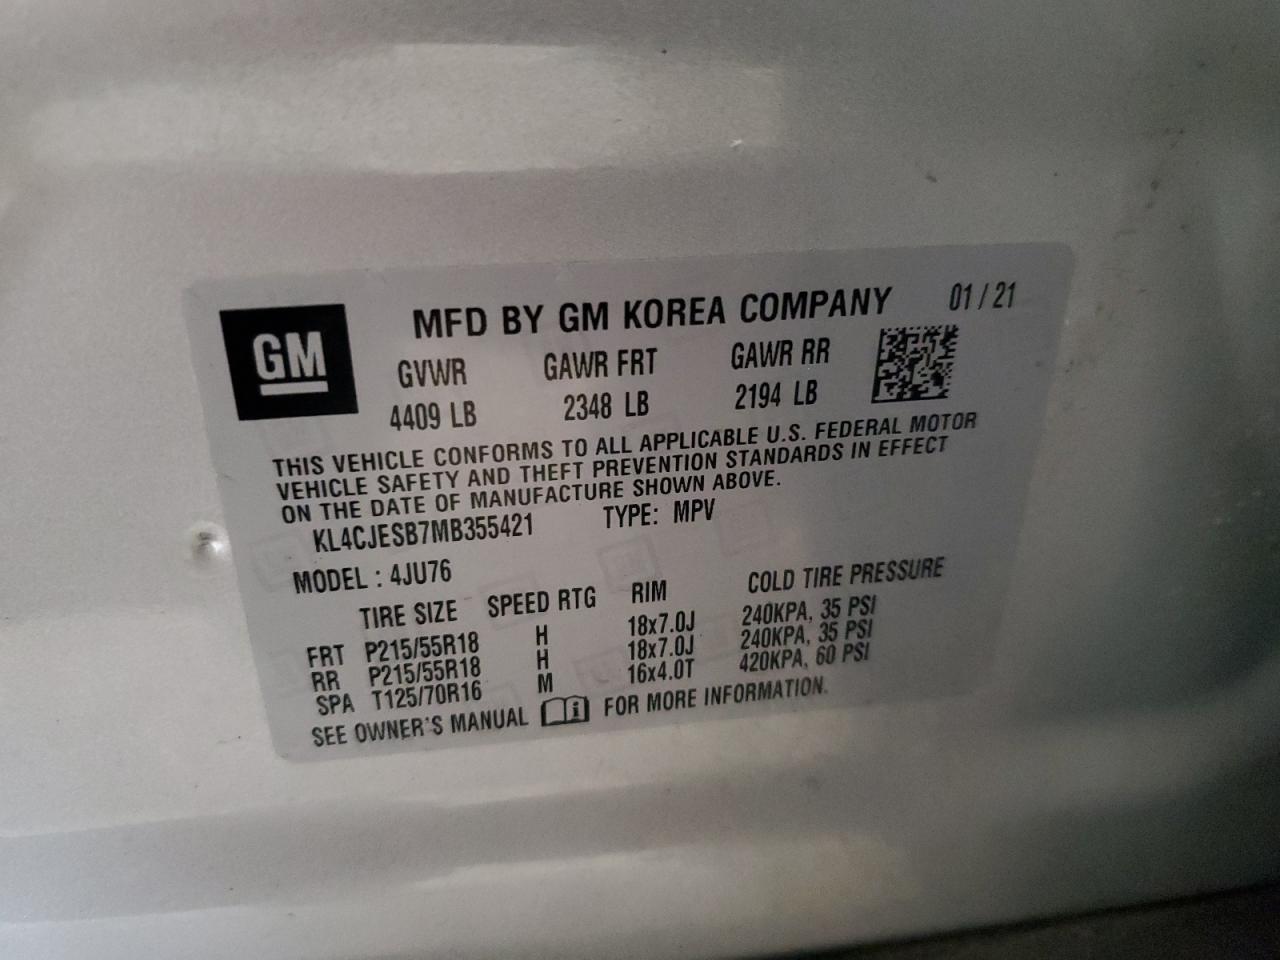 GM
MFD BY GM KOREA COMPANY 01/21
GVWR GAWR FRT GAWR RR
4409 LB 2348 LB 2194 LB
THIS VEHICLE CONFORMS TO ALL APPLICABLE U.S. FEDERAL MOTOR
VEHICLE SAFETY AND THEFT PREVENTION STANDARDS IN EFFECT
ON THE DATE OF MANUFACTURE SHOWN ABOVE.
KL4CJESB7MB355421 TYPE: MPV
MODEL : 4JU76
TIRE SIZE SPEED RTG RIM COLD TIRE PRESSURE
FRT P215/55R18 H 18x7.0J 240KPA, 35 PSI
RR P215/55R18 H 18x7.0J 240KPA, 35 PSI
SPA T125/70R16 M 16x4.0T 420KPA, 60 PSI
SEE OWNER'S MANUAL FOR MORE INFORMATION.